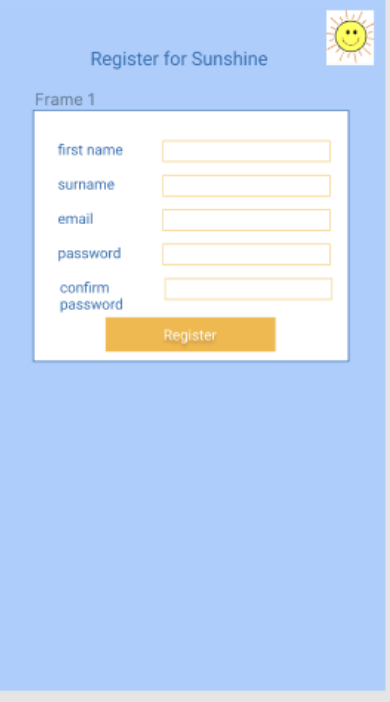 Register for Sunshine
Frame 1
first name
surname
email
password
confirm
password
Register